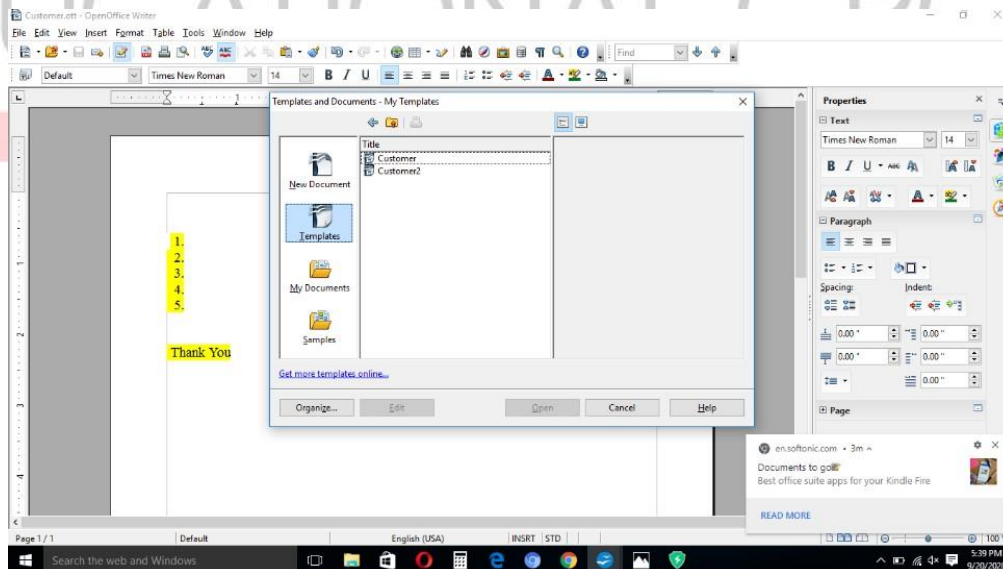 Customer.ott - OpenOffice Writer
File Edit View Insert Format Table Tools Window Help
Find
Default Times New Roman 14 B I U
Templates and Documents - My Templates
Title
Customer
Customer2
New Document
Templates
My Documents
Samples
Get more templates online...
Organize... Edit Open Cancel Help
1.
2.
3.
4.
5.
Thank You
Properties
Text
Times New Roman 14
B I U
Paragraph
Spacing: Indent:
0.00 " 0.00 "
0.00 " 0.00 "
0.00 "
Page
en.softonic.com • 3m
Documents to go
Best office suite apps for your Kindle Fire
READ MORE
Page 1 / 1 Default English (USA) INSRT STD 100
Search the web and Windows
5:39 PM